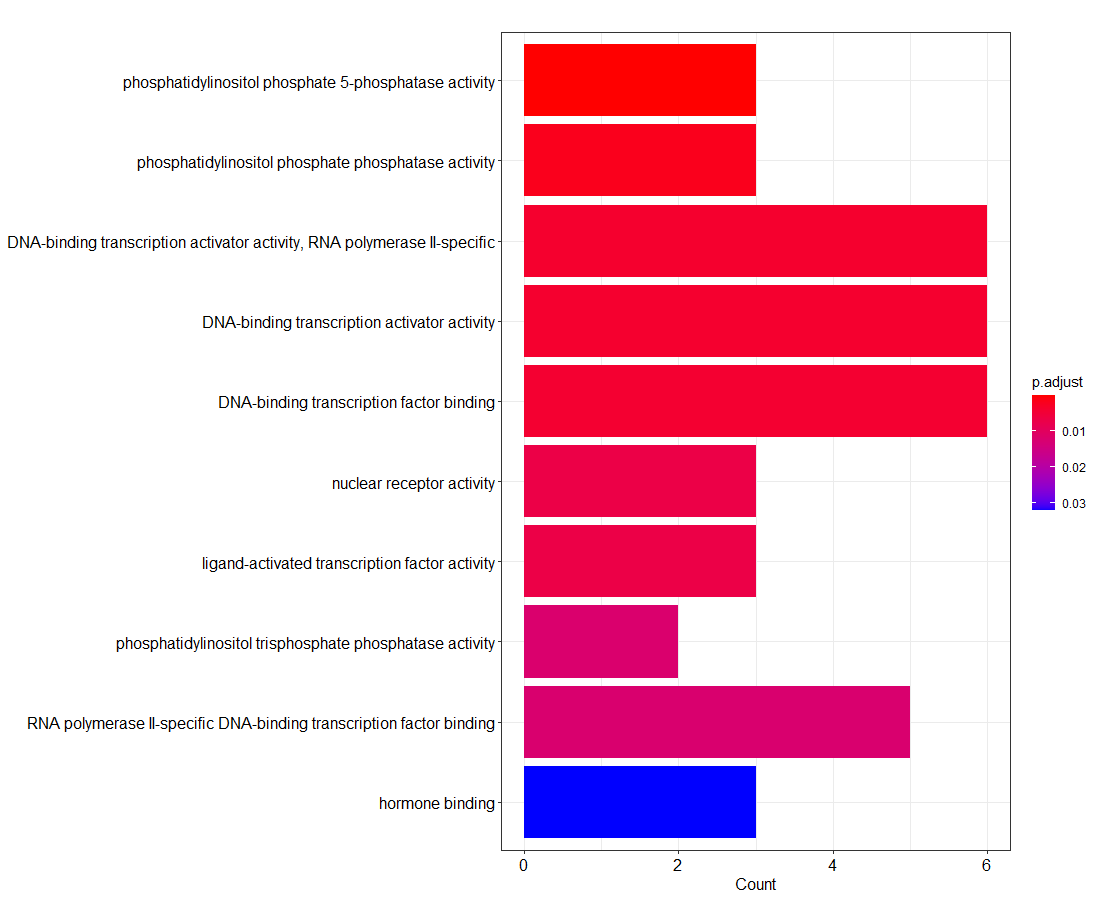 phosphatidylinositol phosphate 5-phosphatase activity
phosphatidylinositol phosphate phosphatase activity
DNA-binding transcription activator activity, RNA polymerase II-specific
DNA-binding transcription activator activity
DNA-binding transcription factor binding
nuclear receptor activity
ligand-activated transcription factor activity
phosphatidylinositol trisphosphate phosphatase activity
RNA polymerase II-specific DNA-binding transcription factor binding
hormone binding
0 2 4 6
Count
p.adjust
0.01
0.02
0.03